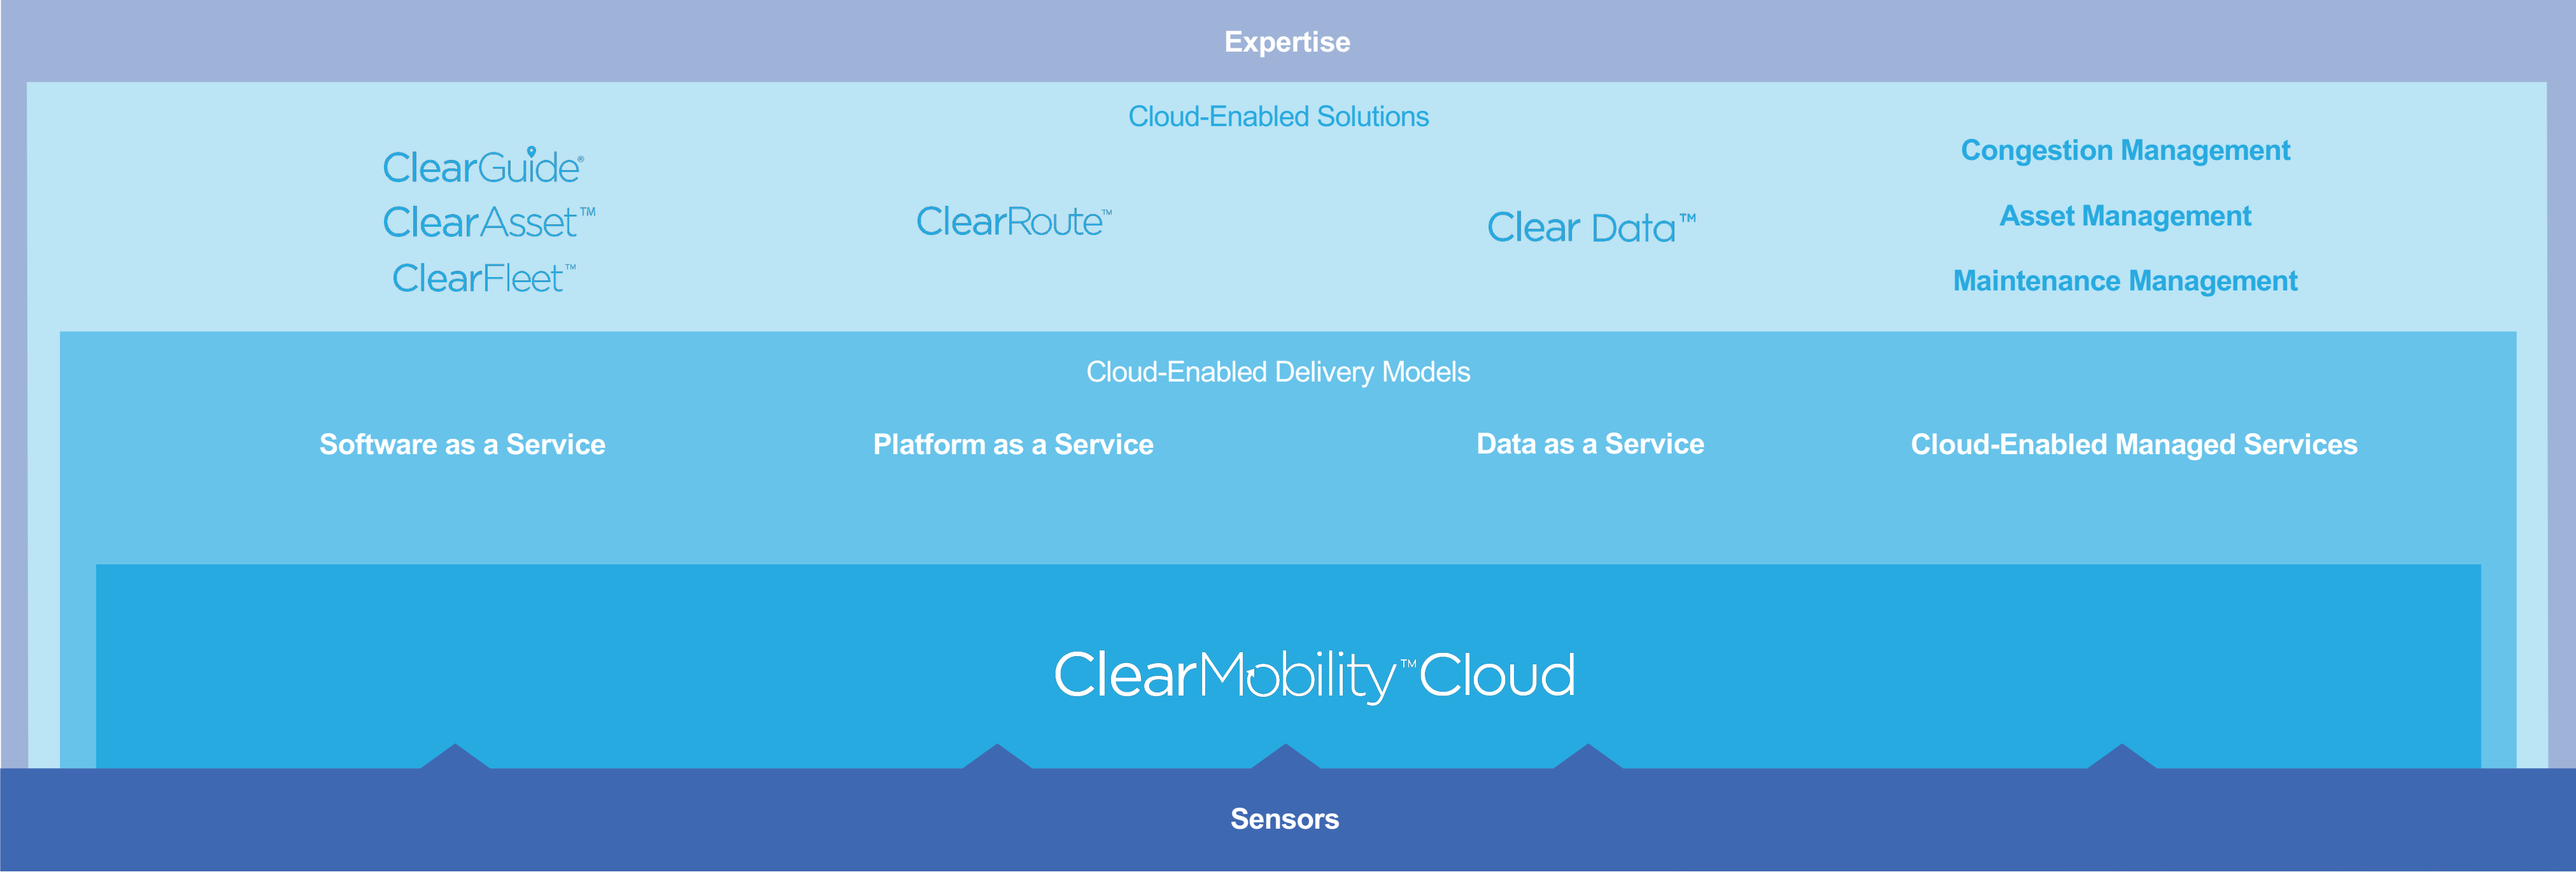 Expertise
Cloud-Enabled Solutions
ClearGuide®
ClearAsset™
ClearFleet™
ClearRoute™
Clear Data™
Congestion Management
Asset Management
Maintenance Management
Cloud-Enabled Delivery Models
Software as a Service
Platform as a Service
Data as a Service
Cloud-Enabled Managed Services
ClearMobility™Cloud
Sensors